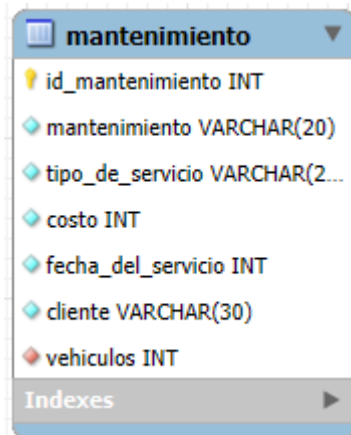 mantenimiento
id_mantenimiento INT
mantenimiento VARCHAR(20)
tipo_de_servicio VARCHAR(2...
costo INT
fecha_del_servicio INT
cliente VARCHAR(30)
vehiculos INT
Indexes